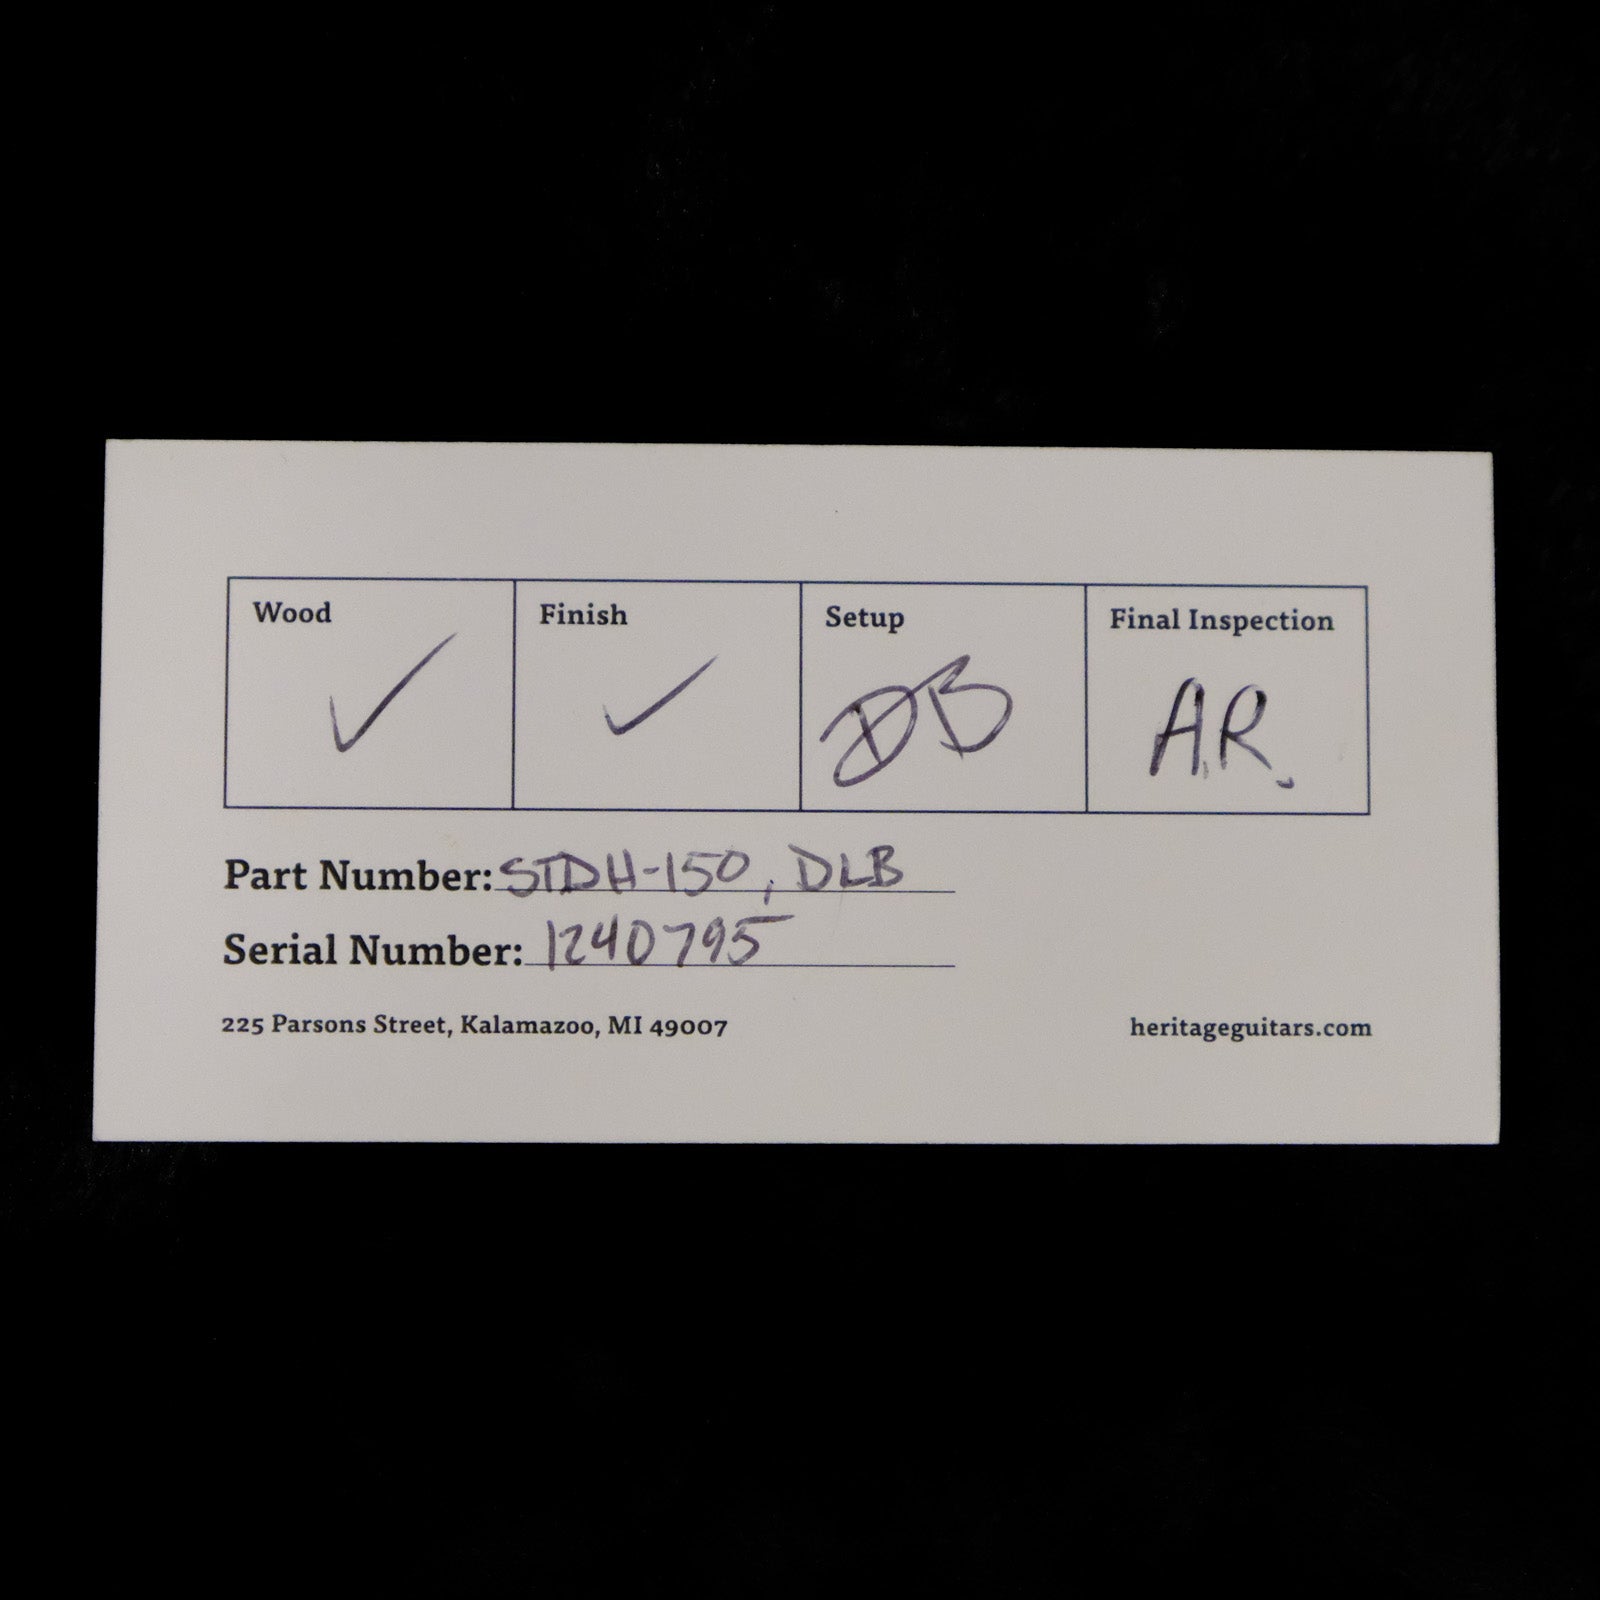 Wood Finish Setup Final Inspection
✓ ✓ DB A.R.
Part Number: STDH-150, DLB
Serial Number: 1240795
225 Parsons Street, Kalamazoo, MI 49007 heritageguitars.com